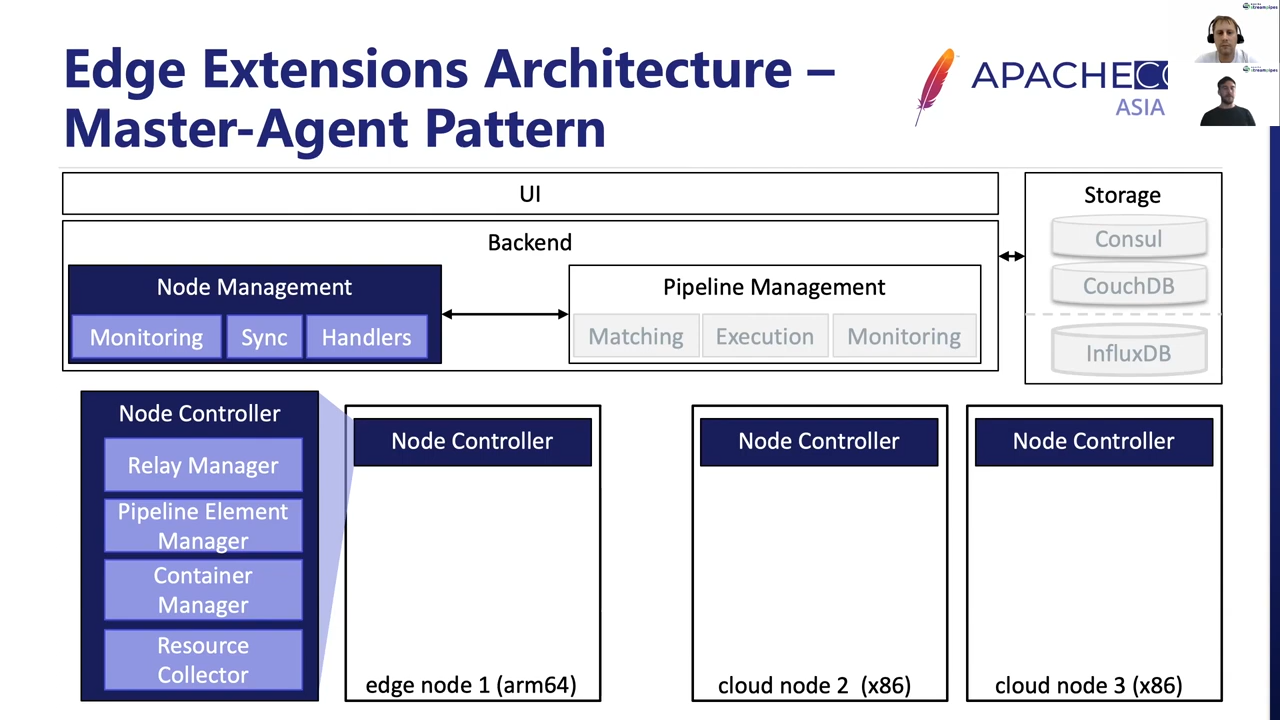 Edge Extensions Architecture –
Master-Agent Pattern
APACHECO
ASIA
UI
Storage
Backend
Consul
CouchDB
InfluxDB
Node Management
Monitoring
Sync
Handlers
Pipeline Management
Matching
Execution
Monitoring
Node Controller
Relay Manager
Pipeline Element
Manager
Container
Manager
Resource
Collector
Node Controller
edge node 1 (arm64)
Node Controller
cloud node 2 (x86)
Node Controller
cloud node 3 (x86)